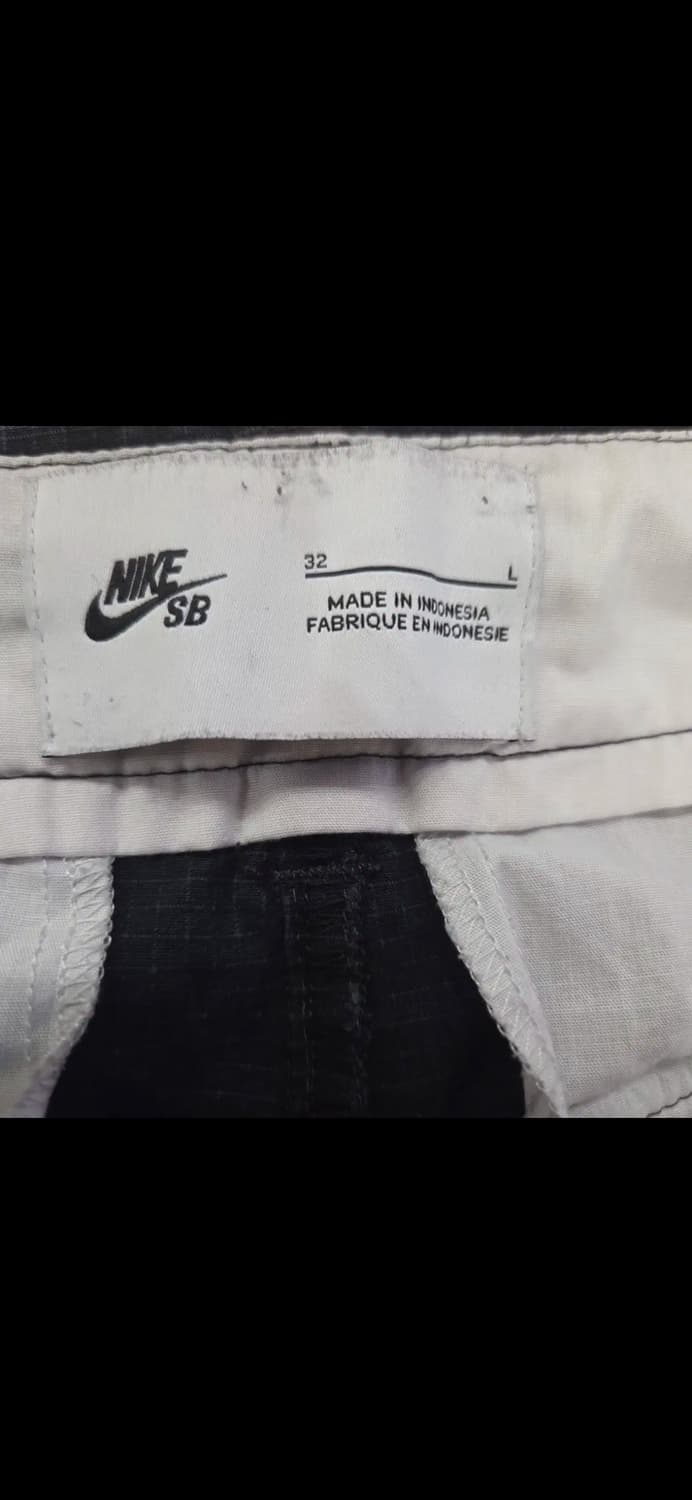 NIKE
SB
32
L
MADE IN INDONESIA
FABRIQUE EN INDONESIE